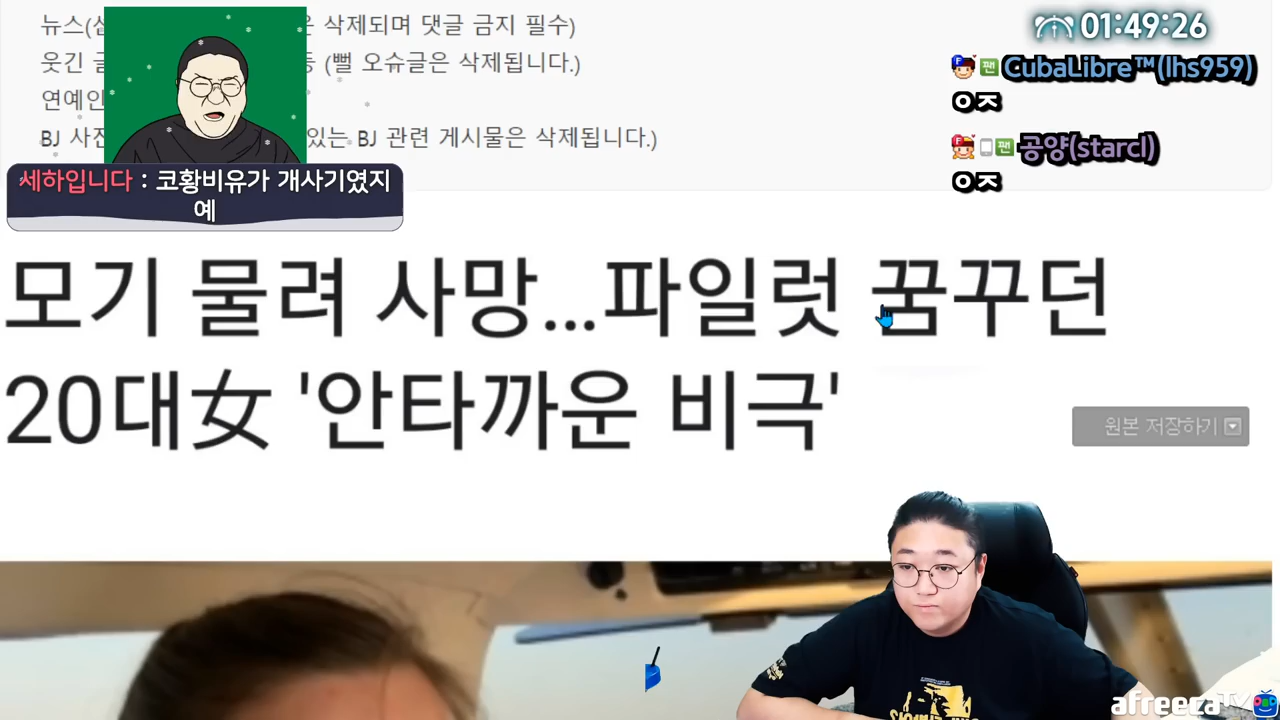 뉴스(
삭제되며 댓글 금지 필수)
웃긴
등 (뻘 오슈글은 삭제됩니다.)
연예인
BJ 사진
있는 BJ 관련 게시물은 삭제됩니다.)
세하입니다 : 코황비유가 개사기였지
예
01:49:26
팬 CubaLibre™(lhs959)
ㅇㅈ
팬 공양(starcl)
ㅇㅈ
모기 물려 사망...파일럿 꿈꾸던
20대女 '안타까운 비극'
원본 저장하기
afreecaTV